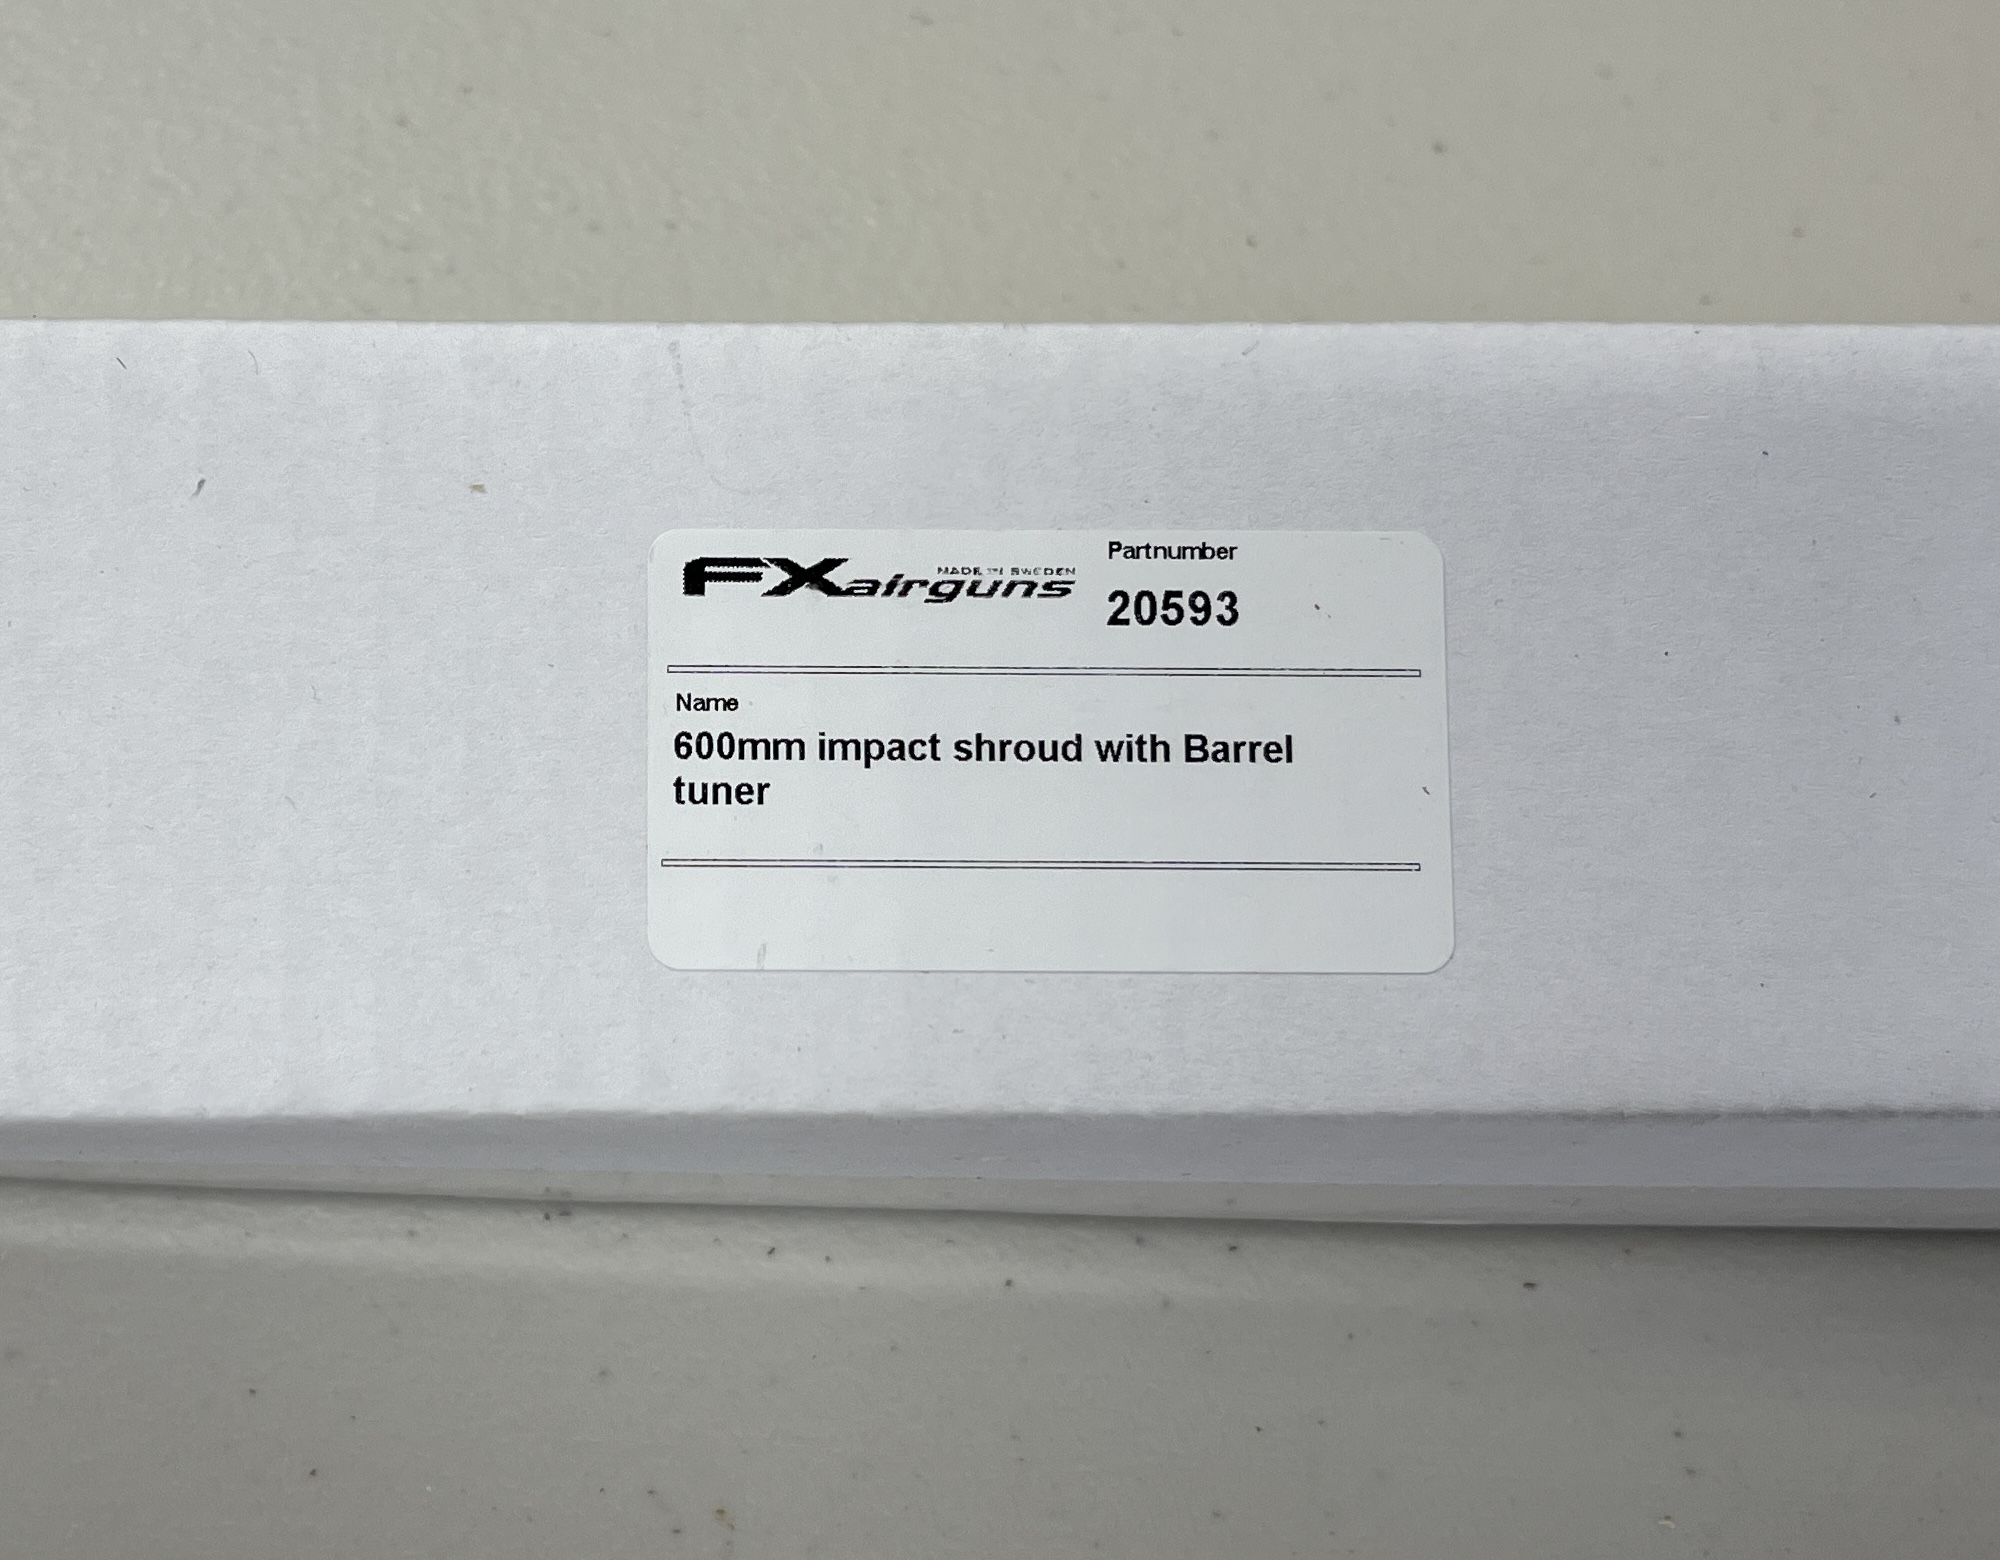 FXairguns
MADE IN SWEDEN
Partnumber
20593
Name
600mm impact shroud with Barrel
tuner